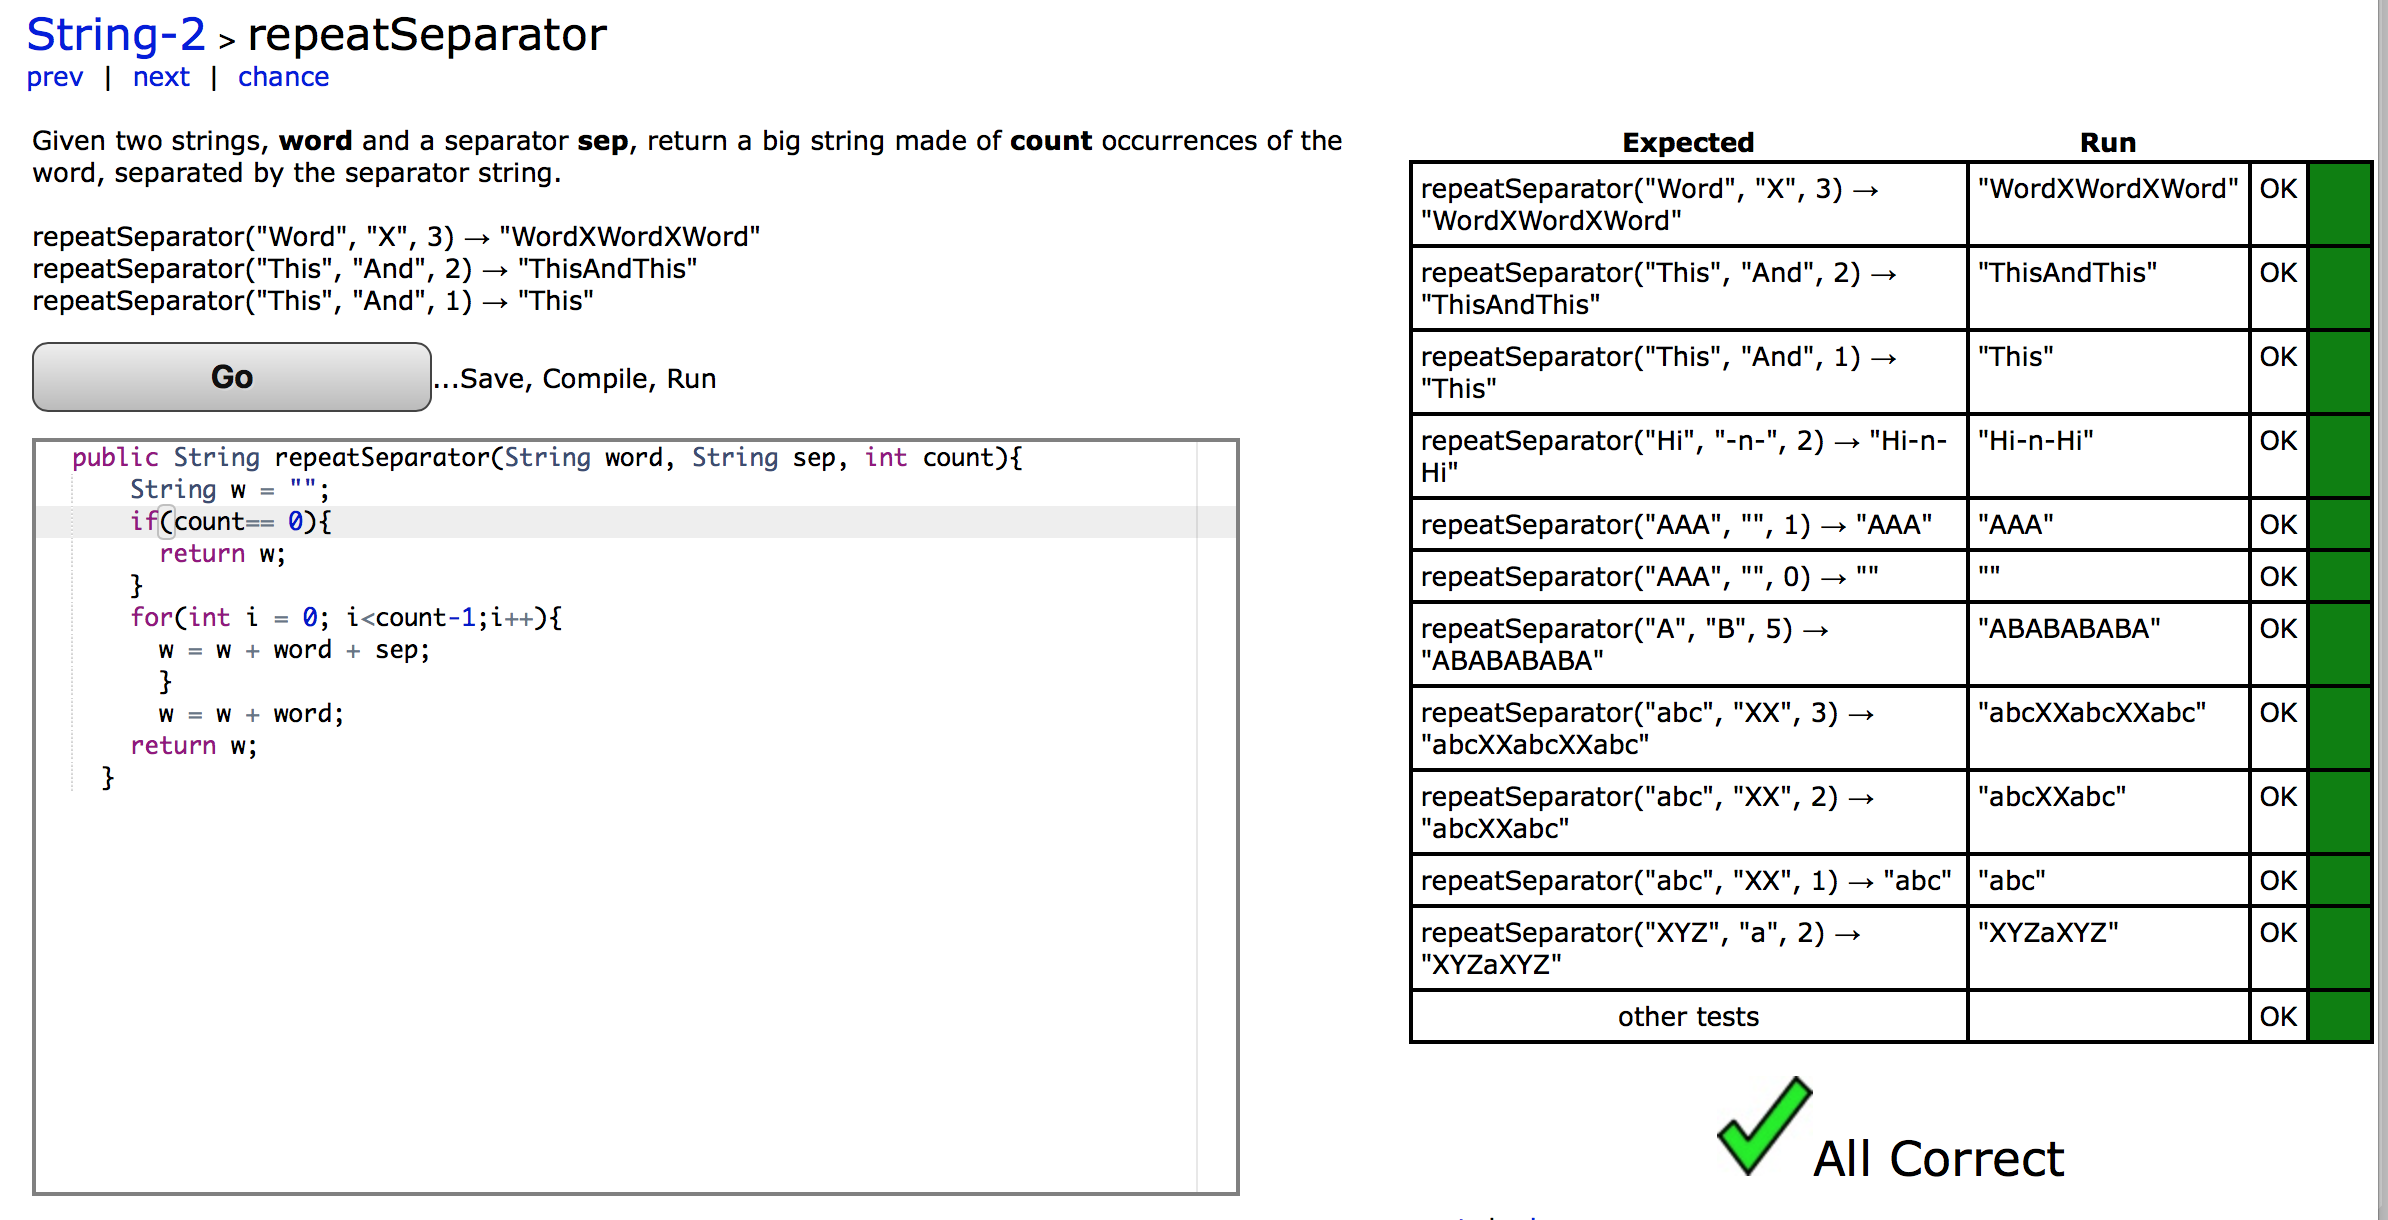 String-2 > repeatSeparator
prev | next | chance
Given two strings, word and a separator sep, return a big string made of count occurrences of the
word, separated by the separator string.
repeatSeparator("Word", "X", 3) → "WordXWordXWord"
repeatSeparator("This", "And", 2) → "ThisAndThis"
repeatSeparator("This", "And", 1) → "This"
Go ...Save, Compile, Run
public String repeatSeparator(String word, String sep, int count){
String w = "";
if(count== 0){
return w;
}
for(int i = 0; i<count-1;i++){
w = w + word + sep;
}
w = w + word;
return w;
}
Expected Run
repeatSeparator("Word", "X", 3) → "WordXWordXWord" OK
"WordXWordXWord"
repeatSeparator("This", "And", 2) → "ThisAndThis" OK
"ThisAndThis"
repeatSeparator("This", "And", 1) → "This" OK
"This"
repeatSeparator("Hi", "-n-", 2) → "Hi-n- "Hi-n-Hi" OK
Hi"
repeatSeparator("AAA", "", 1) → "AAA" "AAA" OK
repeatSeparator("AAA", "", 0) → "" "" OK
repeatSeparator("A", "B", 5) → "ABABABABA" OK
"ABABABABA"
repeatSeparator("abc", "XX", 3) → "abcXXabcXXabc" OK
"abcXXabcXXabc"
repeatSeparator("abc", "XX", 2) → "abcXXabc" OK
"abcXXabc"
repeatSeparator("abc", "XX", 1) → "abc" "abc" OK
repeatSeparator("XYZ", "a", 2) → "XYZaXYZ" OK
"XYZaXYZ"
other tests OK
All Correct